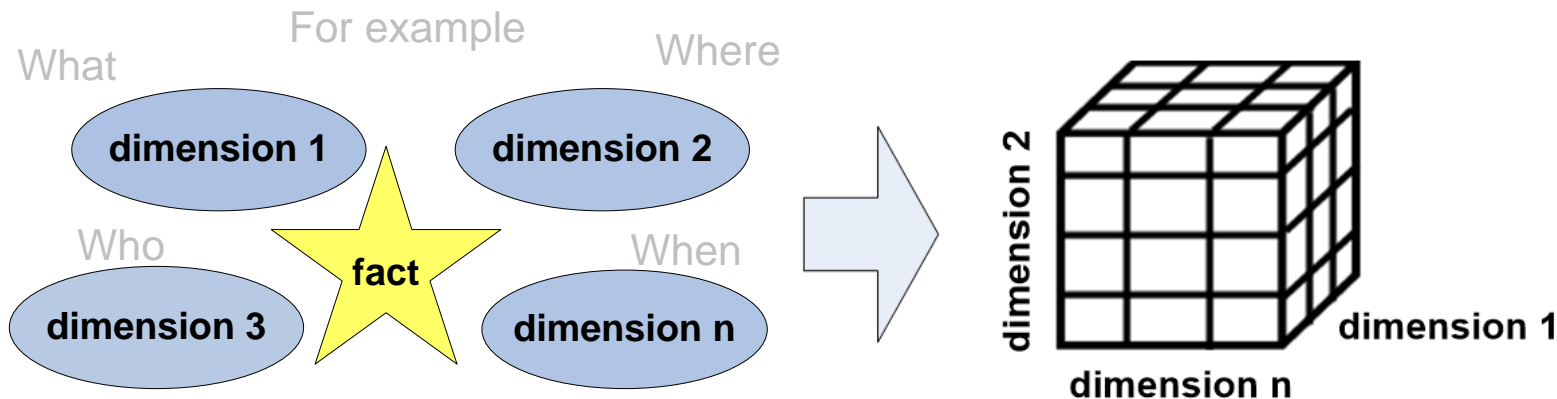 For example
What
Where
dimension 1
dimension 2
Who
When
fact
dimension 3
dimension n
dimension 2
dimension 1
dimension n